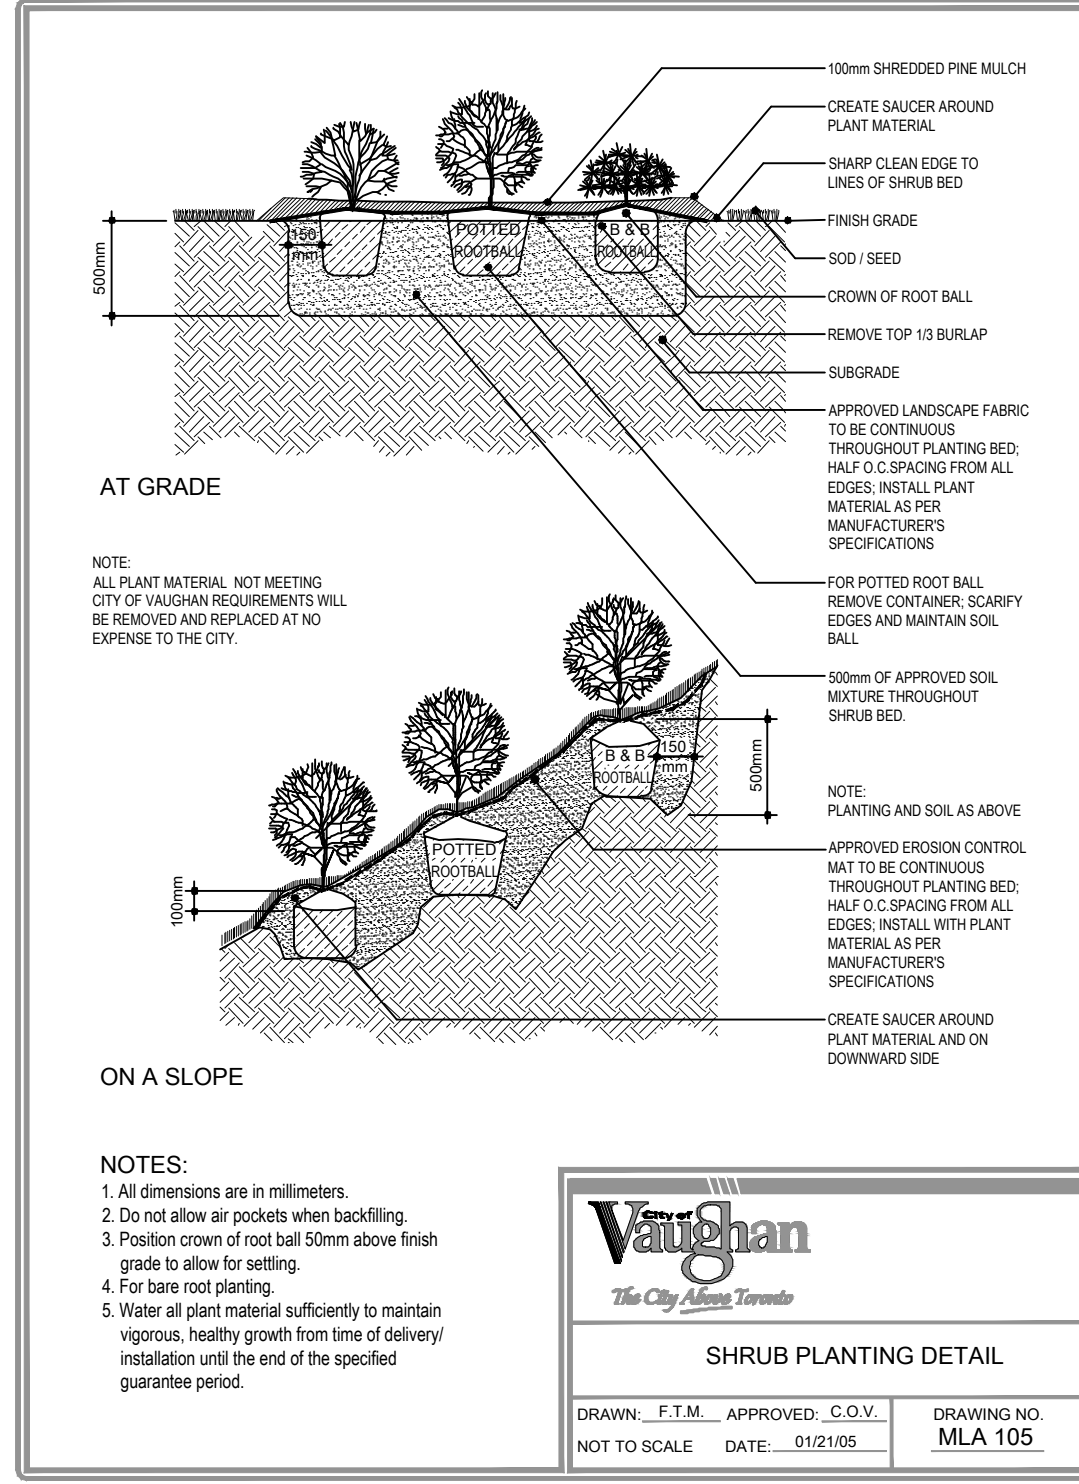 100mm SHREDDED PINE MULCH
CREATE SAUCER AROUND
PLANT MATERIAL
SHARP CLEAN EDGE TO
LINES OF SHRUB BED
FINISH GRADE
SOD / SEED
CROWN OF ROOT BALL
REMOVE TOP 1/3 BURLAP
SUBGRADE
APPROVED LANDSCAPE FABRIC
TO BE CONTINUOUS
THROUGHOUT PLANTING BED;
HALF O.C.SPACING FROM ALL
EDGES; INSTALL PLANT
MATERIAL AS PER
MANUFACTURER'S
SPECIFICATIONS
FOR POTTED ROOT BALL
REMOVE CONTAINER; SCARIFY
EDGES AND MAINTAIN SOIL
BALL
500mm OF APPROVED SOIL
MIXTURE THROUGHOUT
SHRUB BED.
500mm
150
mm
POTTED
ROOTBALL
B & B
ROOTBALL
AT GRADE
NOTE:
ALL PLANT MATERIAL NOT MEETING
CITY OF VAUGHAN REQUIREMENTS WILL
BE REMOVED AND REPLACED AT NO
EXPENSE TO THE CITY.
B & B
ROOTBALL
150
mm
500mm
POTTED
ROOTBALL
100mm
NOTE:
PLANTING AND SOIL AS ABOVE
APPROVED EROSION CONTROL
MAT TO BE CONTINUOUS
THROUGHOUT PLANTING BED;
HALF O.C.SPACING FROM ALL
EDGES; INSTALL WITH PLANT
MATERIAL AS PER
MANUFACTURER'S
SPECIFICATIONS
CREATE SAUCER AROUND
PLANT MATERIAL AND ON
DOWNWARD SIDE
ON A SLOPE
NOTES:
1. All dimensions are in millimeters.
2. Do not allow air pockets when backfilling.
3. Position crown of root ball 50mm above finish
grade to allow for settling.
4. For bare root planting.
5. Water all plant material sufficiently to maintain
vigorous, healthy growth from time of delivery/
installation until the end of the specified
guarantee period.
City of
Vaughan
The City Above Toronto
SHRUB PLANTING DETAIL
DRAWN: F.T.M. APPROVED: C.O.V.
NOT TO SCALE DATE: 01/21/05
DRAWING NO.
MLA 105